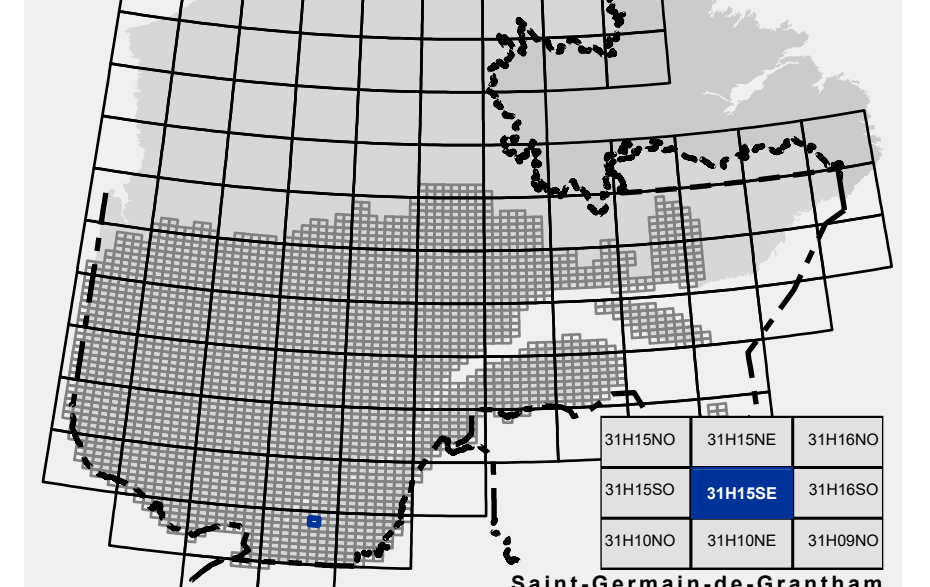 31H15NO 31H15NE 31H16NO
31H15SO 31H15SE 31H16SO
31H10NO 31H10NE 31H09NO
Saint-Germain-de-Grantham